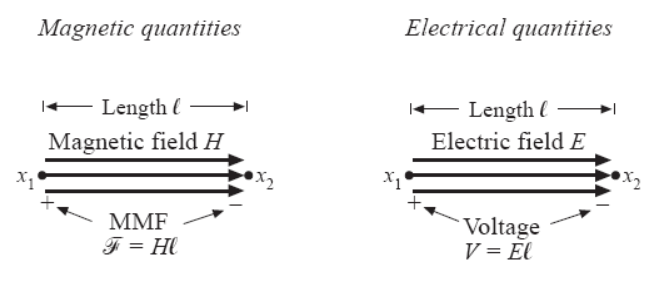 Magnetic quantities
Length ℓ
Magnetic field H
x₁
x₂
+
−
MMF
ℱ = Hℓ
Electrical quantities
Length ℓ
Electric field E
x₁
x₂
+
−
Voltage
V = Eℓ